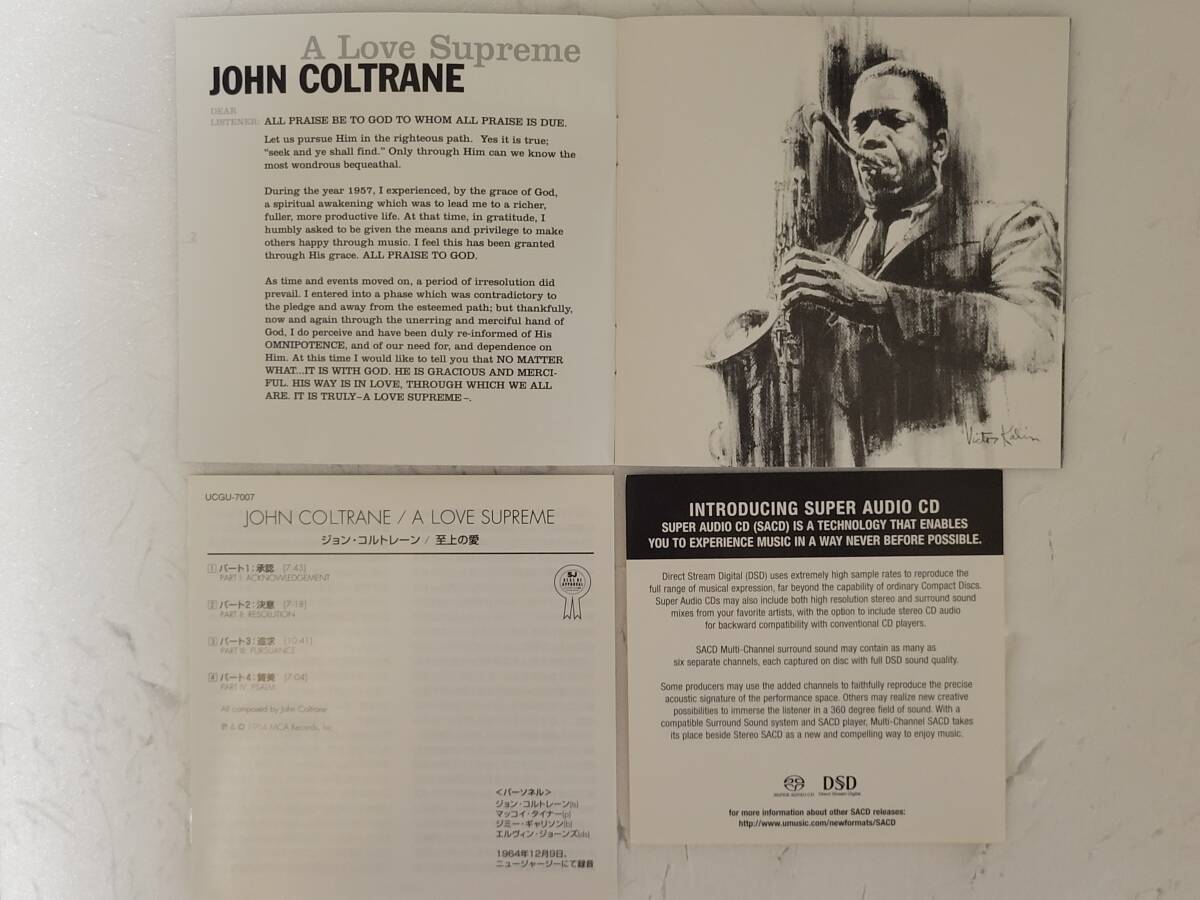 A Love Supreme
JOHN COLTRANE
DEAR
LISTENER:
ALL PRAISE BE TO GOD TO WHOM ALL PRAISE IS DUE.
Let us pursue Him in the righteous path. Yes it is true;
“seek and ye shall find.” Only through Him can we know the
most wondrous bequeathal.
During the year 1957, I experienced, by the grace of God,
a spiritual awakening which was to lead me to a richer,
fuller, more productive life. At that time, in gratitude, I
humbly asked to be given the means and privilege to make
others happy through music. I feel this has been granted
through His grace. ALL PRAISE TO GOD.
As time and events moved on, a period of irresolution did
prevail. I entered into a phase which was contradictory to
the pledge and away from the esteemed path; but thankfully,
now and again through the unerring and merciful hand of
God, I do perceive and have been duly re-informed of His
OMNIPOTENCE, and of our need for, and dependence on
Him. At this time I would like to tell you that NO MATTER
WHAT...IT IS WITH GOD. HE IS GRACIOUS AND MERCI-
FUL. HIS WAY IS IN LOVE, THROUGH WHICH WE ALL
ARE. IT IS TRULY–A LOVE SUPREME–.
Victor Kalin
UCGU-7007
JOHN COLTRANE / A LOVE SUPREME
ジョン・コルトレーン / 至上の愛
1 パート1:承認 [7:43]
PART I: ACKNOWLEDGEMENT
2 パート2:決意 [7:18]
PART II: RESOLUTION
3 パート3:追求 [10:41]
PART III: PURSUANCE
4 パート4:賛美 [7:04]
PART IV: PSALM
All composed by John Coltrane
℗ & © 1964 MCA Records, Inc.
SJ
<パーソネル>
ジョン・コルトレーン(ts)
マッコイ・タイナー(p)
ジミー・ギャリソン(b)
エルヴィン・ジョーンズ(ds)
1964年12月9日、
ニュージャージーにて録音
INTRODUCING SUPER AUDIO CD
SUPER AUDIO CD (SACD) IS A TECHNOLOGY THAT ENABLES
YOU TO EXPERIENCE MUSIC IN A WAY NEVER BEFORE POSSIBLE.
Direct Stream Digital (DSD) uses extremely high sample rates to reproduce the
full range of musical expression, far beyond the capability of ordinary Compact Discs.
Super Audio CDs may also include both high resolution stereo and surround sound
mixes from your favorite artists, with the option to include stereo CD audio
for backward compatibility with conventional CD players.
SACD Multi-Channel surround sound may contain as many as
six separate channels, each captured on disc with full DSD sound quality.
Some producers may use the added channels to faithfully reproduce the precise
acoustic signature of the performance space. Others may realize new creative
possibilities to immerse the listener in a 360 degree field of sound. With a
compatible Surround Sound system and SACD player, Multi-Channel SACD takes
its place beside Stereo SACD as a new and compelling way to enjoy music.
SUPER AUDIO CD
DSD
Direct Stream Digital
for more information about other SACD releases:
http://www.umusic.com/newformats/SACD